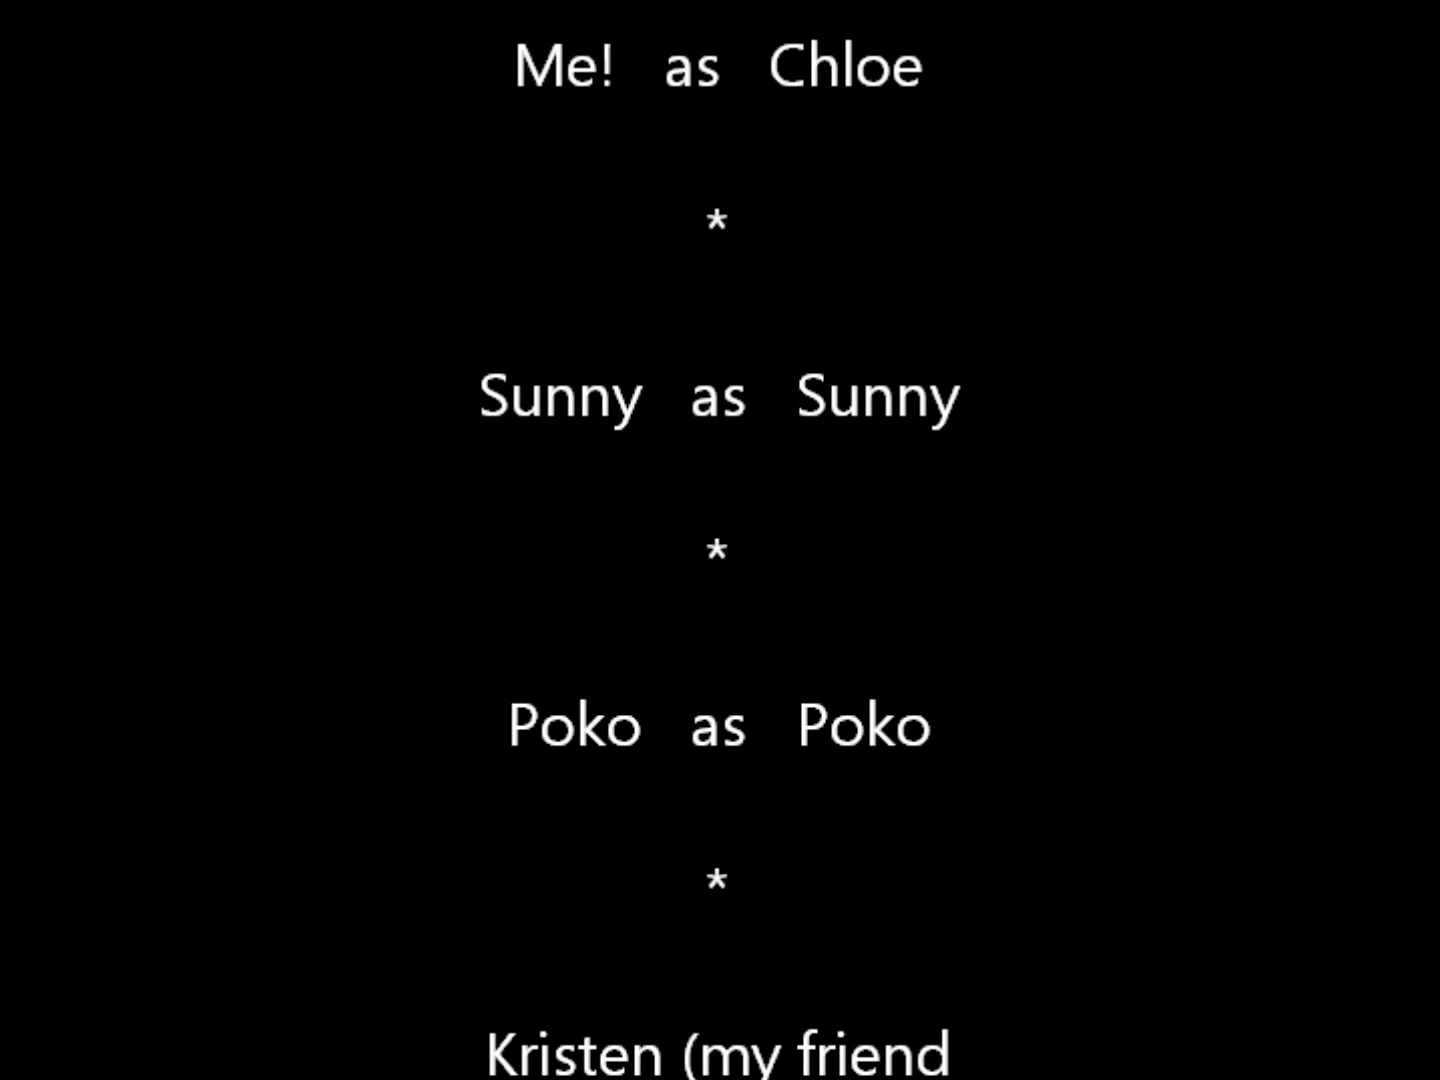 Me! as Chloe
*
Sunny as Sunny
*
Poko as Poko
*
Kristen (my friend